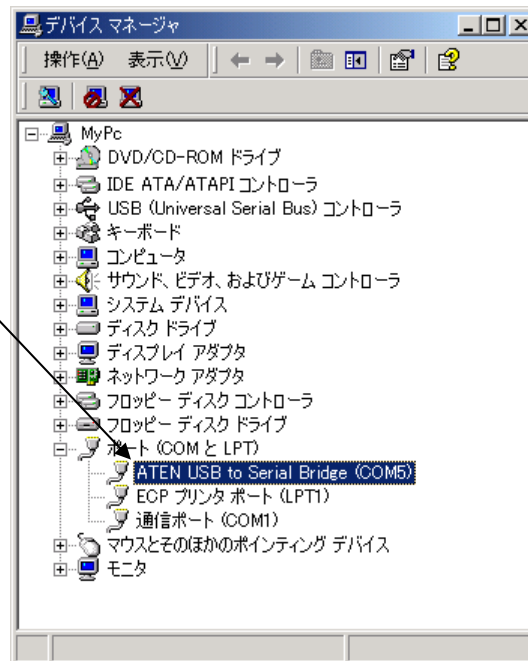 デバイス マネージャ
操作(A) 表示(V)
MyPc
DVD/CD-ROM ドライブ
IDE ATA/ATAPI コントローラ
USB (Universal Serial Bus) コントローラ
キーボード
コンピュータ
サウンド、ビデオ、およびゲーム コントローラ
システム デバイス
ディスク ドライブ
ディスプレイ アダプタ
ネットワーク アダプタ
フロッピー ディスク コントローラ
フロッピー ディスク ドライブ
ポート (COM と LPT)
ATEN USB to Serial Bridge (COM5)
ECP プリンタ ポート (LPT1)
通信ポート (COM1)
マウスとそのほかのポインティング デバイス
モニタ